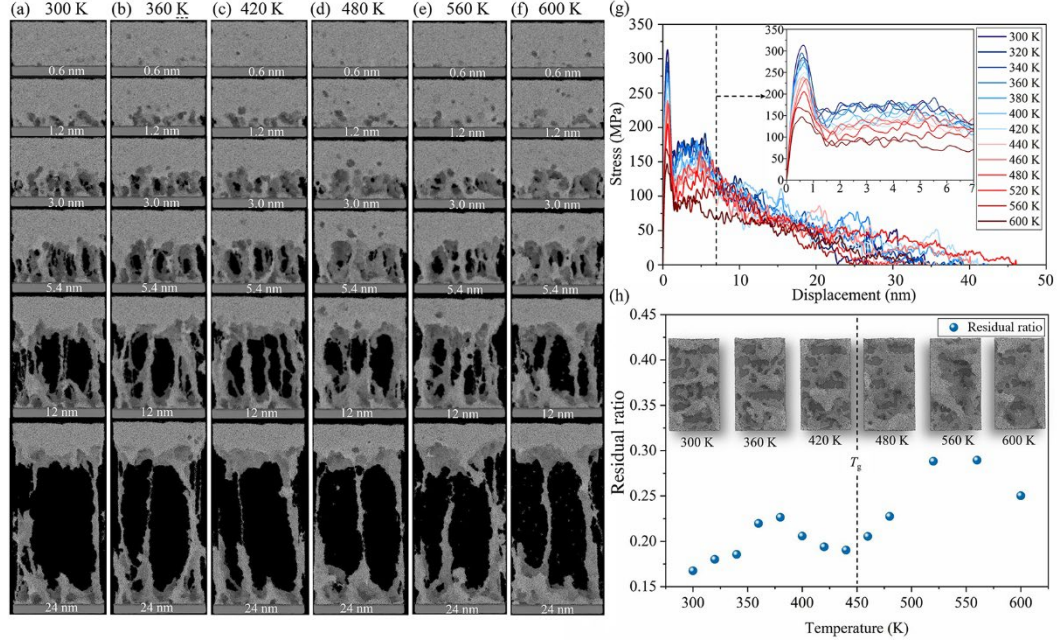 (a) 300 K (b) 360 K (c) 420 K (d) 480 K (e) 560 K (f) 600 K
0.6 nm 0.6 nm 0.6 nm 0.6 nm 0.6 nm 0.6 nm
1.2 nm 1.2 nm 1.2 nm 1.2 nm 1.2 nm 1.2 nm
3.0 nm 3.0 nm 3.0 nm 3.0 nm 3.0 nm 3.0 nm
5.4 nm 5.4 nm 5.4 nm 5.4 nm 5.4 nm 5.4 nm
12 nm 12 nm 12 nm 12 nm 12 nm 12 nm
24 nm 24 nm 24 nm 24 nm 24 nm 24 nm
(g)
Stress (MPa)
350
300
250
200
150
100
50
0
0 10 20 30 40 50
Displacement (nm)
350
300
250
200
150
100
50
0
0 1 2 3 4 5 6 7
300 K
320 K
340 K
360 K
380 K
400 K
420 K
440 K
460 K
480 K
520 K
560 K
600 K
(h)
Residual ratio
0.45
0.40
0.35
0.30
0.25
0.20
0.15
Residual ratio
300 K 360 K 420 K 480 K 560 K 600 K
Tg
300 350 400 450 500 550 600
Temperature (K)